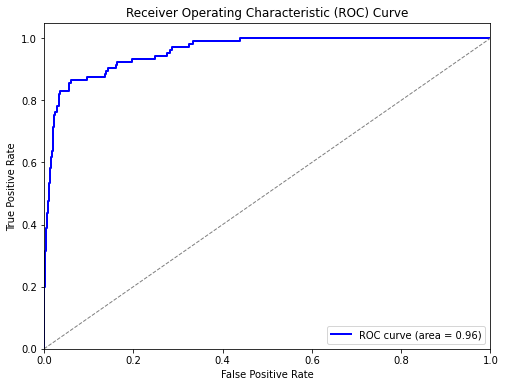 Receiver Operating Characteristic (ROC) Curve
True Positive Rate
1.0
0.8
0.6
0.4
0.2
0.0
0.0 0.2 0.4 0.6 0.8 1.0
False Positive Rate
ROC curve (area = 0.96)